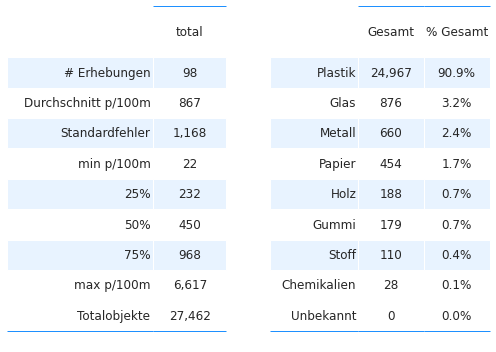 total
# Erhebungen 98
Durchschnitt p/100m 867
Standardfehler 1,168
min p/100m 22
25% 232
50% 450
75% 968
max p/100m 6,617
Totalobjekte 27,462
Gesamt % Gesamt
Plastik 24,967 90.9%
Glas 876 3.2%
Metall 660 2.4%
Papier 454 1.7%
Holz 188 0.7%
Gummi 179 0.7%
Stoff 110 0.4%
Chemikalien 28 0.1%
Unbekannt 0 0.0%